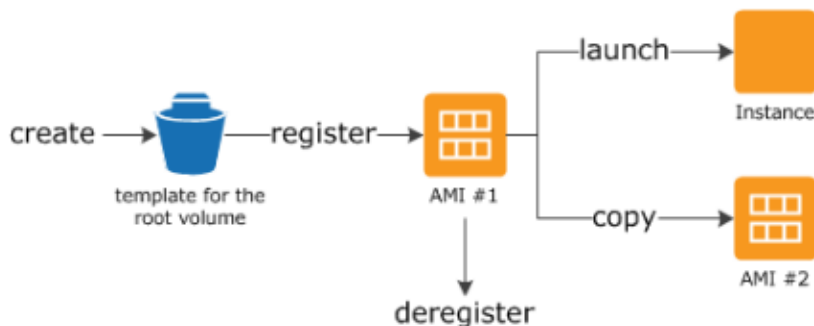 launch
Instance
create
register
template for the
root volume
AMI #1
copy
AMI #2
deregister